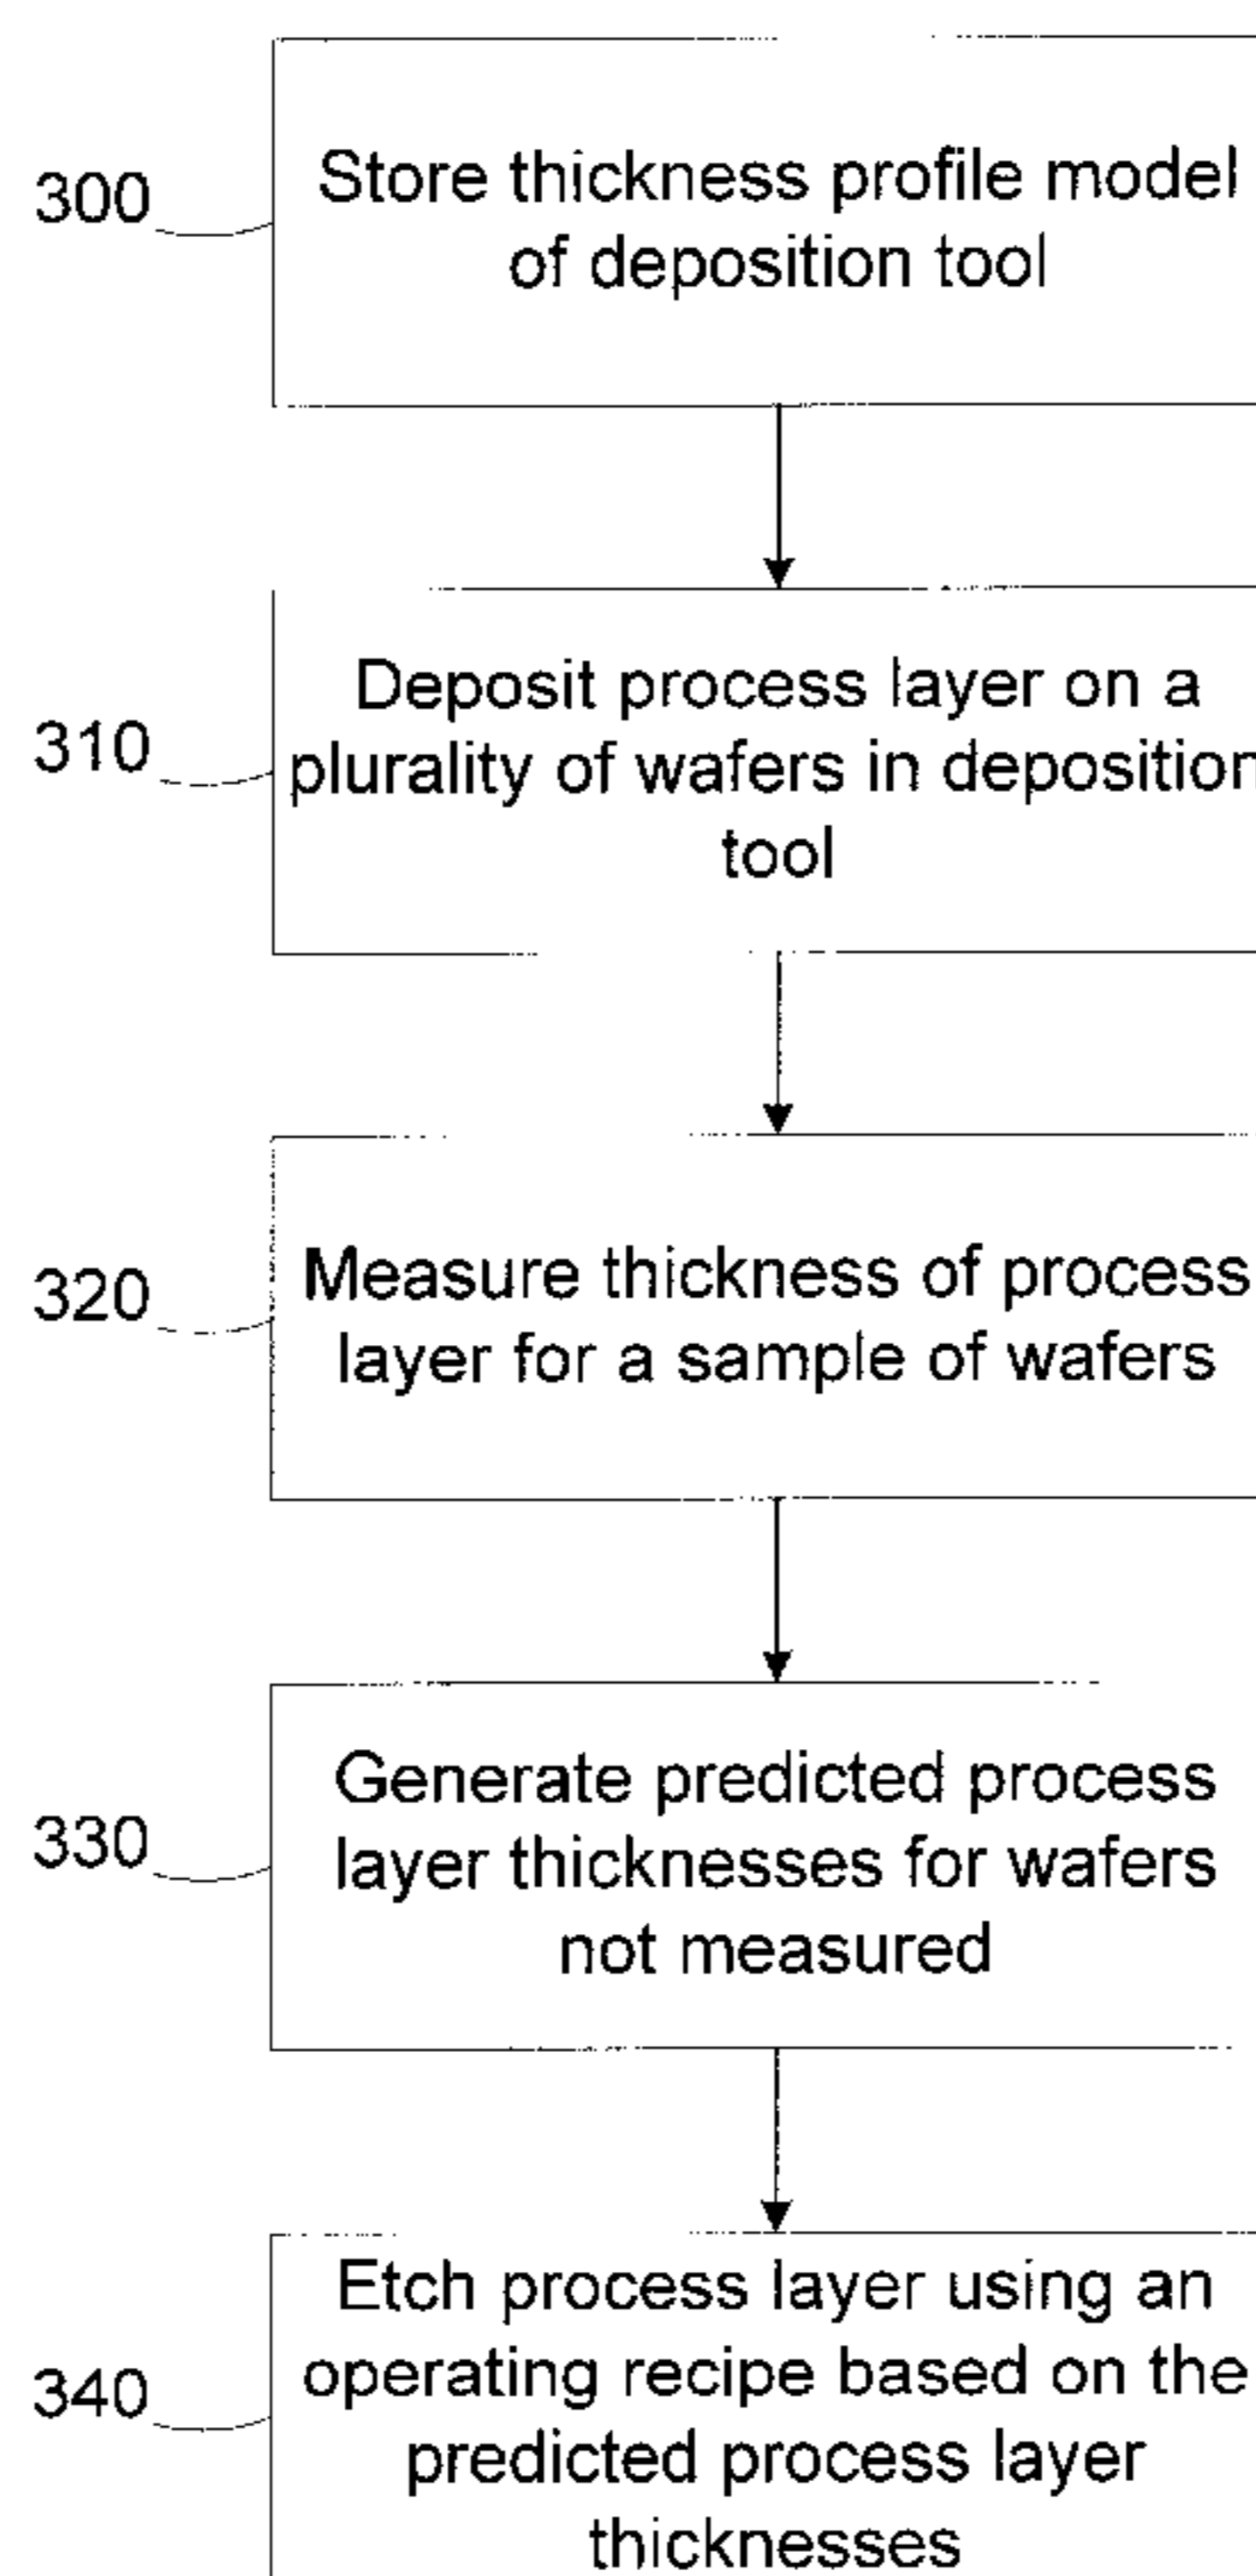 300
Store thickness profile model
of deposition tool
310
Deposit process layer on a
plurality of wafers in deposition
tool
320
Measure thickness of process
layer for a sample of wafers
330
Generate predicted process
layer thicknesses for wafers
not measured
340
Etch process layer using an
operating recipe based on the
predicted process layer
thicknesses